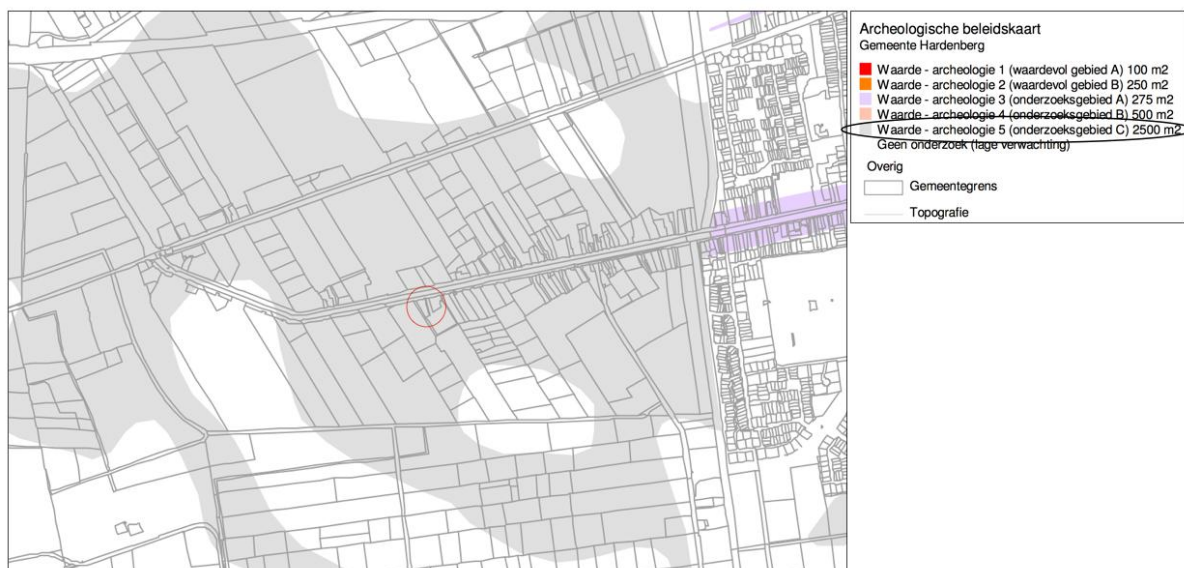 Archeologische beleidskaart
Gemeente Hardenberg
Waarde - archeologie 1 (waardevol gebied A) 100 m2
Waarde - archeologie 2 (waardevol gebied B) 250 m2
Waarde - archeologie 3 (onderzoeksgebied A) 275 m2
Waarde - archeologie 4 (onderzoeksgebied B) 500 m2
Waarde - archeologie 5 (onderzoeksgebied C) 2500 m2
Geen onderzoek (lage verwachting)
Overig
Gemeentegrens
Topografie